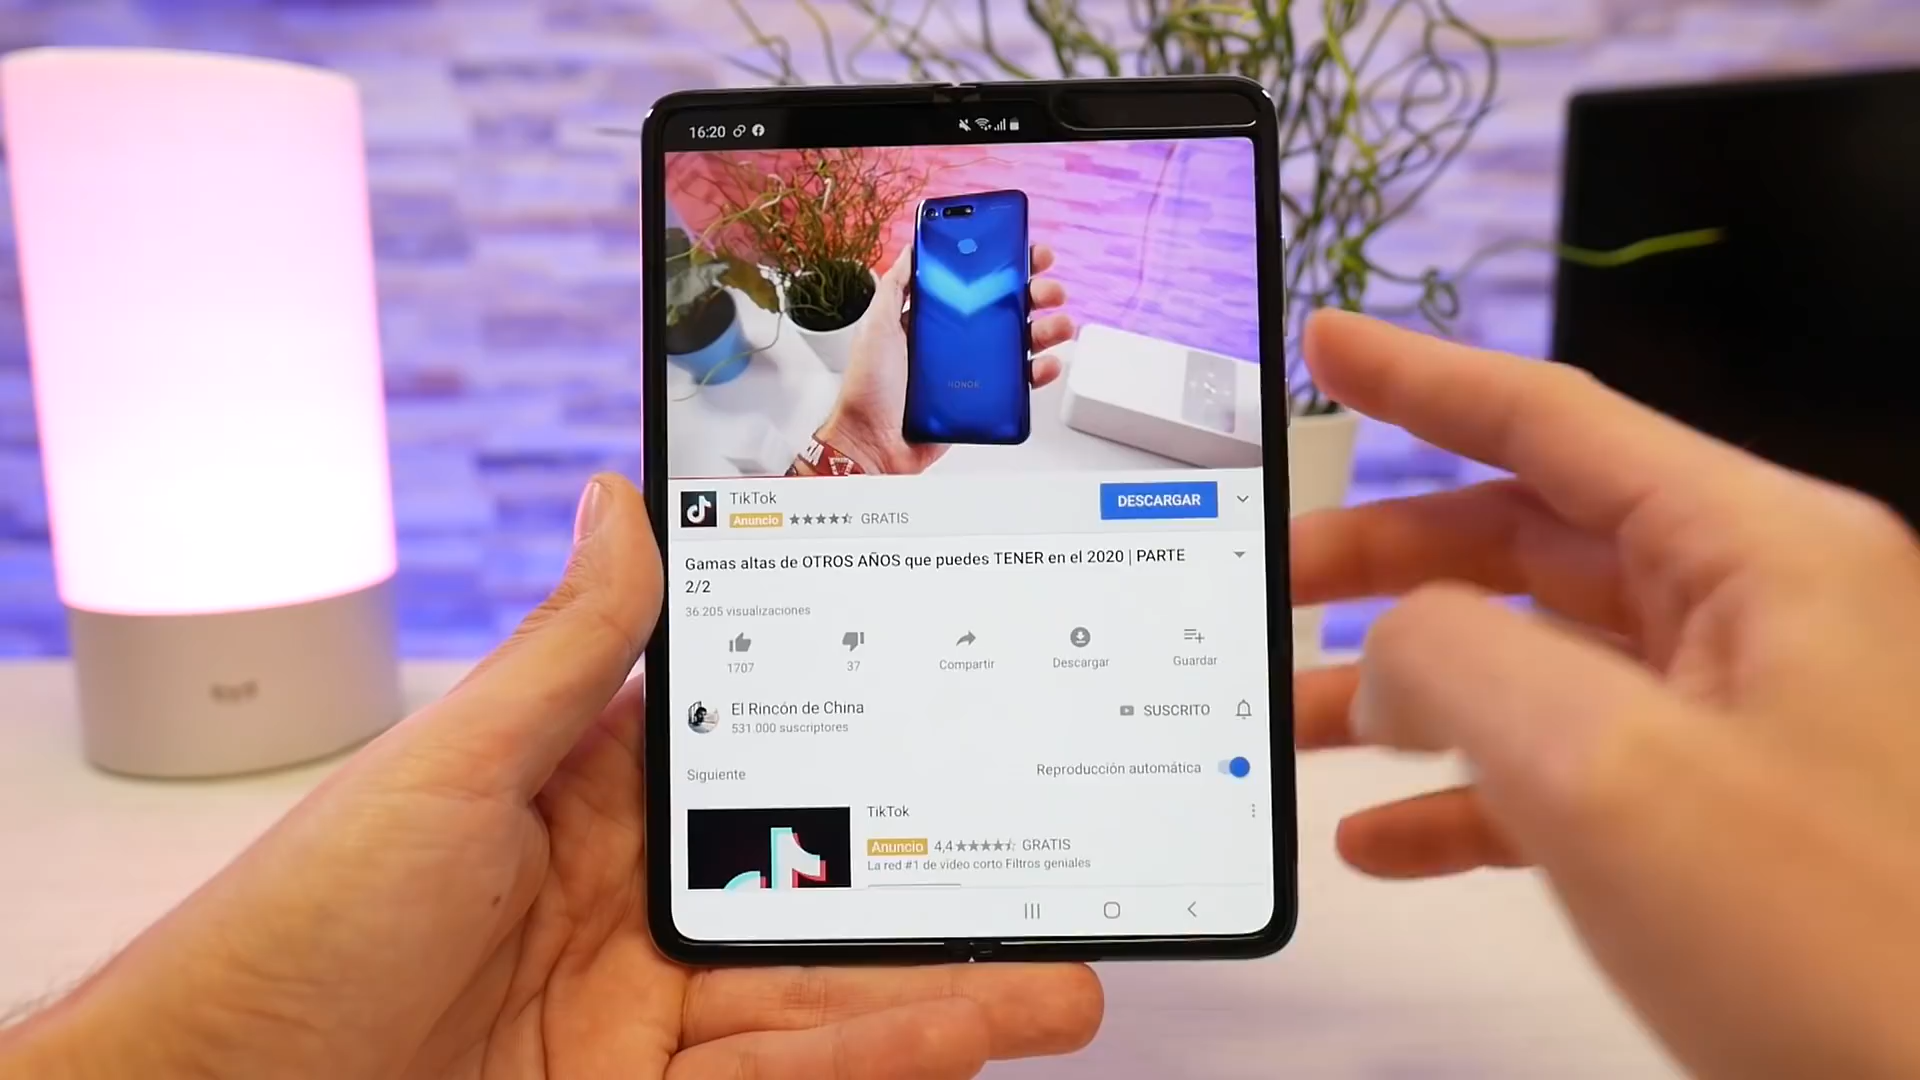 16:20
HONOR
TikTok
DESCARGAR
Anuncio GRATIS
Gamas altas de OTROS AÑOS que puedes TENER en el 2020 | PARTE
2/2
36.205 visualizaciones
1707
37
Compartir
Descargar
Guardar
El Rincón de China
SUSCRITO
531.000 suscriptores
Siguiente
Reproducción automática
TikTok
Anuncio 4,4 GRATIS
La red #1 de video corto Filtros geniales